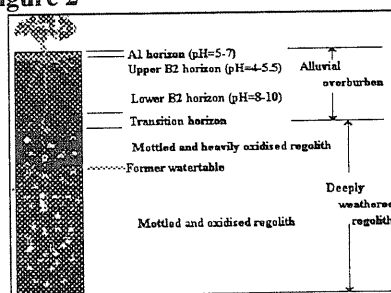 Figure 2
A1 horizon (pH=5-7)
Upper B2 horizon (pH=4-5.5)
Alluvial
overburden
Lower B2 horizon (pH=8-10)
Transition horizon
Mottled and heavily oxidised regolith
Former watertable
Deeply
weathered
regolith
Mottled and oxidised regolith